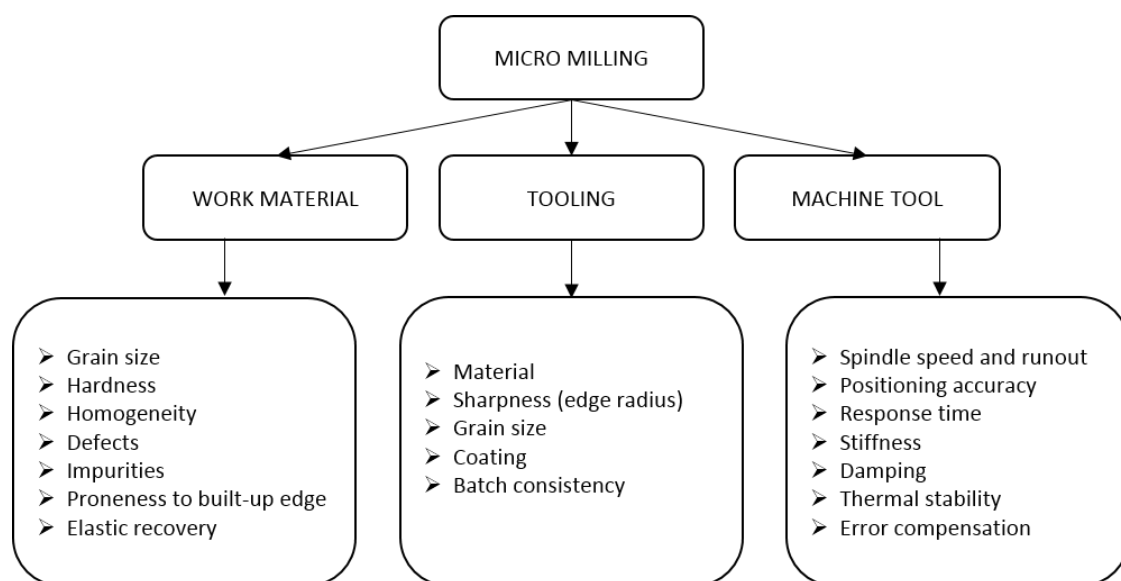 MICRO MILLING
WORK MATERIAL
TOOLING
MACHINE TOOL
➢ Grain size
➢ Hardness
➢ Homogeneity
➢ Defects
➢ Impurities
➢ Proneness to built-up edge
➢ Elastic recovery
➢ Material
➢ Sharpness (edge radius)
➢ Grain size
➢ Coating
➢ Batch consistency
➢ Spindle speed and runout
➢ Positioning accuracy
➢ Response time
➢ Stiffness
➢ Damping
➢ Thermal stability
➢ Error compensation